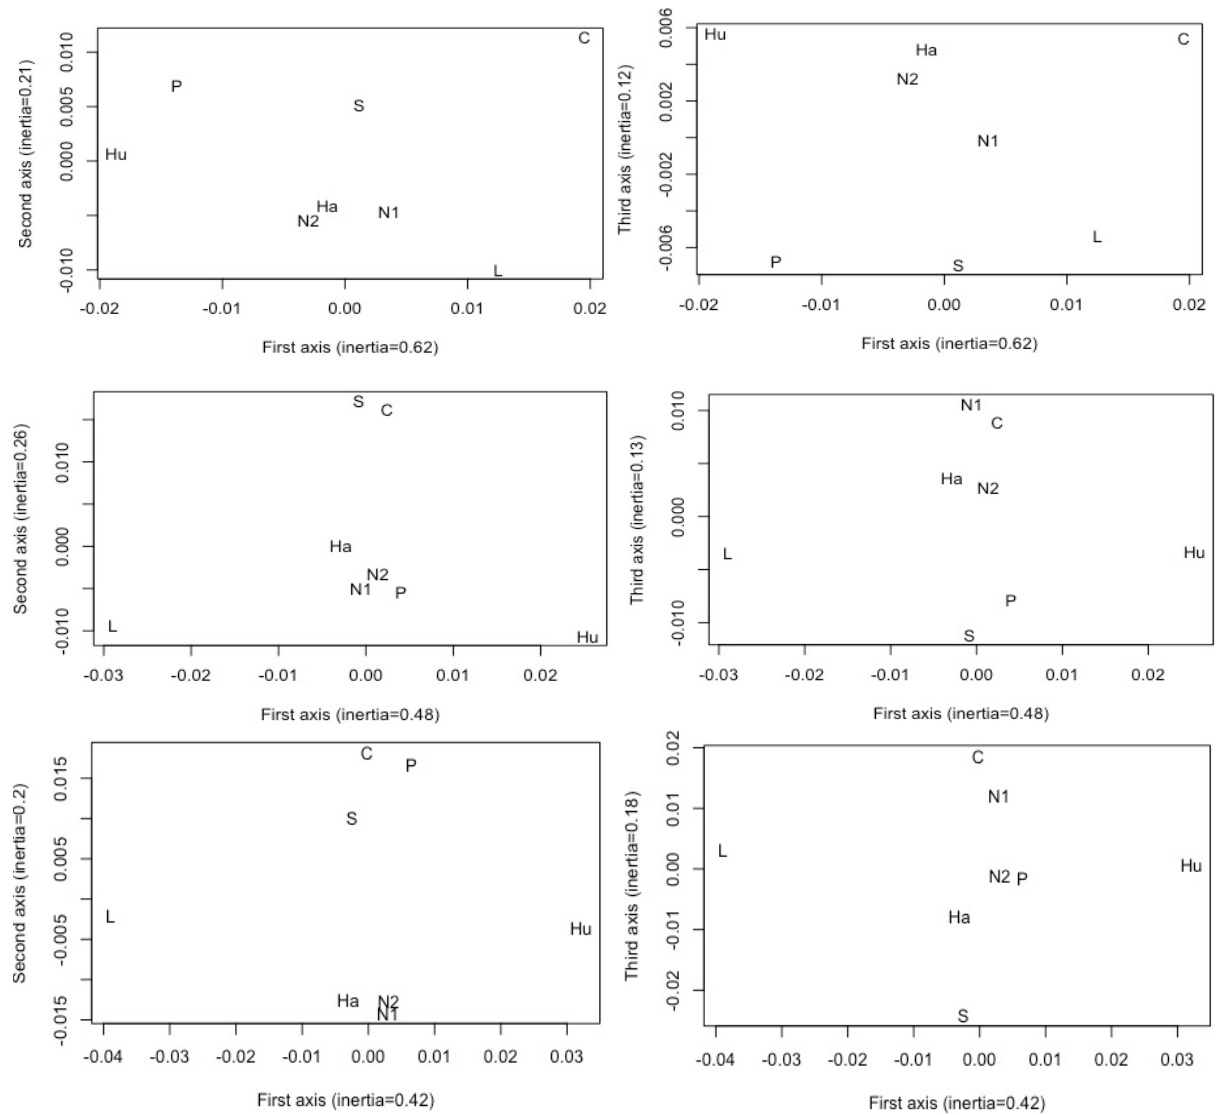 Second axis (inertia=0.21)
0.010
0.005
0.000
-0.010
C
P
S
Hu
Ha
N2
N1
L
-0.02
-0.01
0.00
0.01
0.02
First axis (inertia=0.62)
Third axis (inertia=0.12)
0.006
0.002
-0.002
-0.006
Hu
Ha
C
N2
N1
L
P
S
-0.02
-0.01
0.00
0.01
0.02
First axis (inertia=0.62)
Second axis (inertia=0.26)
0.010
0.000
-0.010
S
C
Ha
N2
N1
P
L
Hu
-0.03
-0.02
-0.01
0.00
0.01
0.02
First axis (inertia=0.48)
Third axis (inertia=0.13)
0.010
0.000
-0.010
N1
C
Ha
N2
L
Hu
P
S
-0.03
-0.02
-0.01
0.00
0.01
0.02
First axis (inertia=0.48)
Second axis (inertia=0.2)
0.015
0.005
-0.005
-0.015
C
P
S
L
Hu
Ha
N2
N1
-0.04
-0.03
-0.02
-0.01
0.00
0.01
0.02
0.03
First axis (inertia=0.42)
Third axis (inertia=0.18)
0.02
0.01
0.00
-0.01
-0.02
C
N1
L
Hu
N2
P
Ha
S
-0.04
-0.03
-0.02
-0.01
0.00
0.01
0.02
0.03
First axis (inertia=0.42)